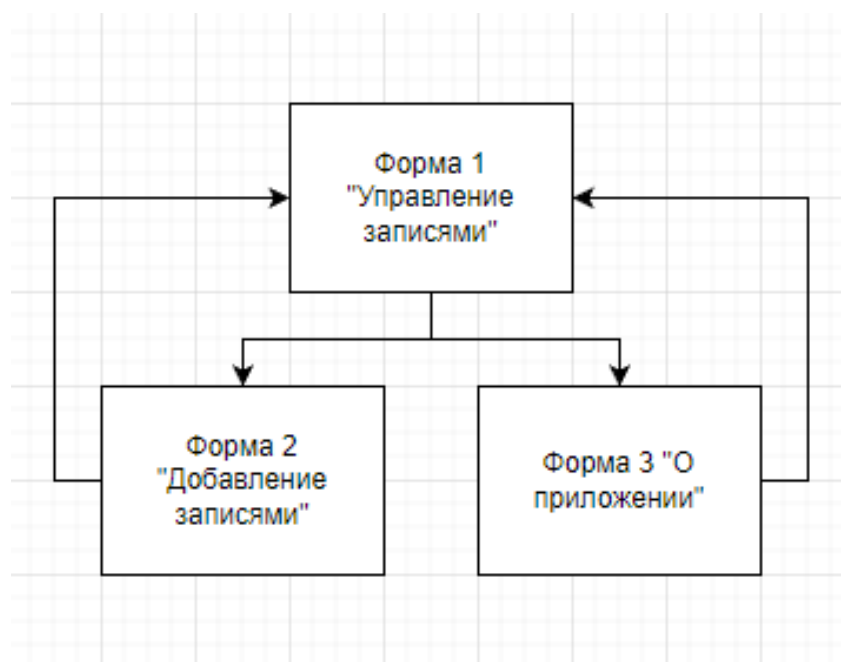 Форма 1
"Управление
записями"
Форма 2
"Добавление
записями"
Форма 3 "О
приложении"